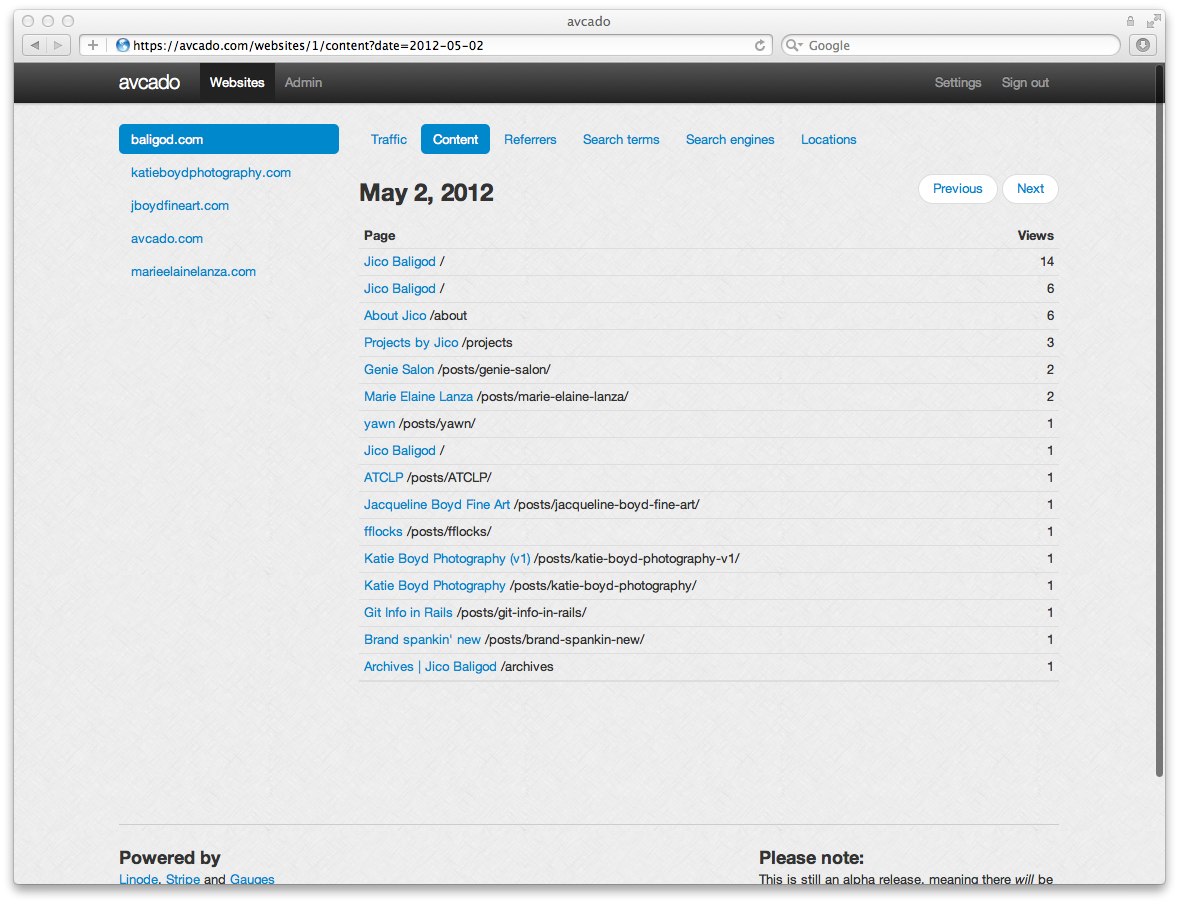 avcado
https://avcado.com/websites/1/content?date=2012-05-02
Google
avcado Websites Admin Settings Sign out
baligod.com
katieboydphotography.com
jboydfineart.com
avcado.com
marieelainelanza.com
Traffic Content Referrers Search terms Search engines Locations
May 2, 2012
Previous Next
Page Views
Jico Baligod / 14
Jico Baligod / 6
About Jico /about 6
Projects by Jico /projects 3
Genie Salon /posts/genie-salon/ 2
Marie Elaine Lanza /posts/marie-elaine-lanza/ 2
yawn /posts/yawn/ 1
Jico Baligod / 1
ATCLP /posts/ATCLP/ 1
Jacqueline Boyd Fine Art /posts/jacqueline-boyd-fine-art/ 1
fflocks /posts/fflocks/ 1
Katie Boyd Photography (v1) /posts/katie-boyd-photography-v1/ 1
Katie Boyd Photography /posts/katie-boyd-photography/ 1
Git Info in Rails /posts/git-info-in-rails/ 1
Brand spankin' new /posts/brand-spankin-new/ 1
Archives | Jico Baligod /archives 1
Powered by
Linode, Stripe and Gauges
Please note:
This is still an alpha release, meaning there will be